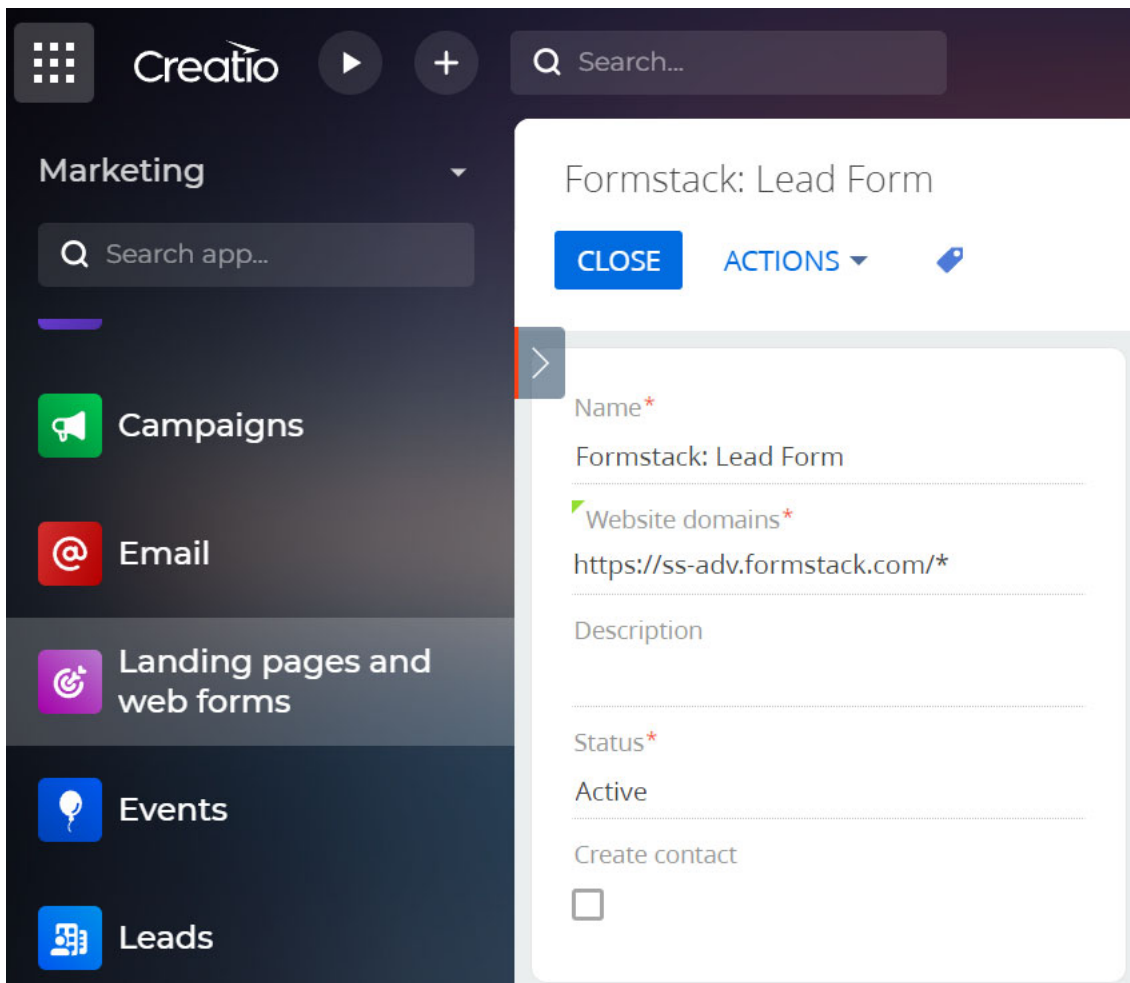 Creatio
Search...
Marketing
Search app...
Campaigns
Email
Landing pages and
web forms
Events
Leads
Formstack: Lead Form
CLOSE
ACTIONS
Name*
Formstack: Lead Form
Website domains*
https://ss-adv.formstack.com/*
Description
Status*
Active
Create contact